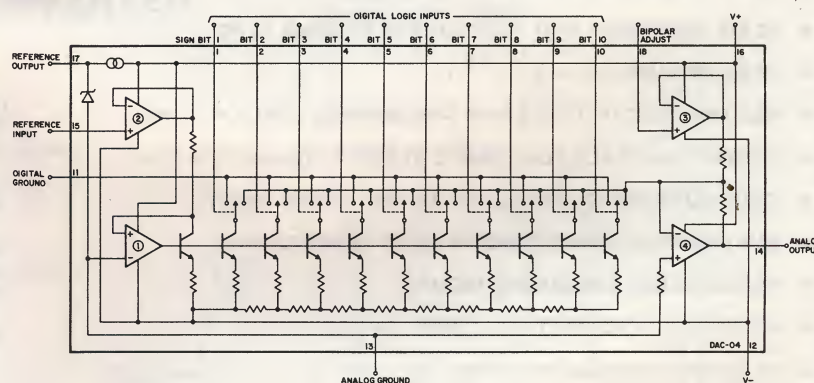 DIGITAL LOGIC INPUTS
V+
SIGN BIT 1 BIT 2 BIT 3 BIT 4 BIT 5 BIT 6 BIT 7 BIT 8 BIT 9 BIT 10
BIPOLAR
ADJUST
1 2 3 4 5 6 7 8 9 10 18 16
REFERENCE
OUTPUT
17
2
3
REFERENCE
INPUT
15
DIGITAL
GROUND
11
1
4
14
ANALOG
OUTPUT
13
DAC-04
12
ANALOG GROUND
V-